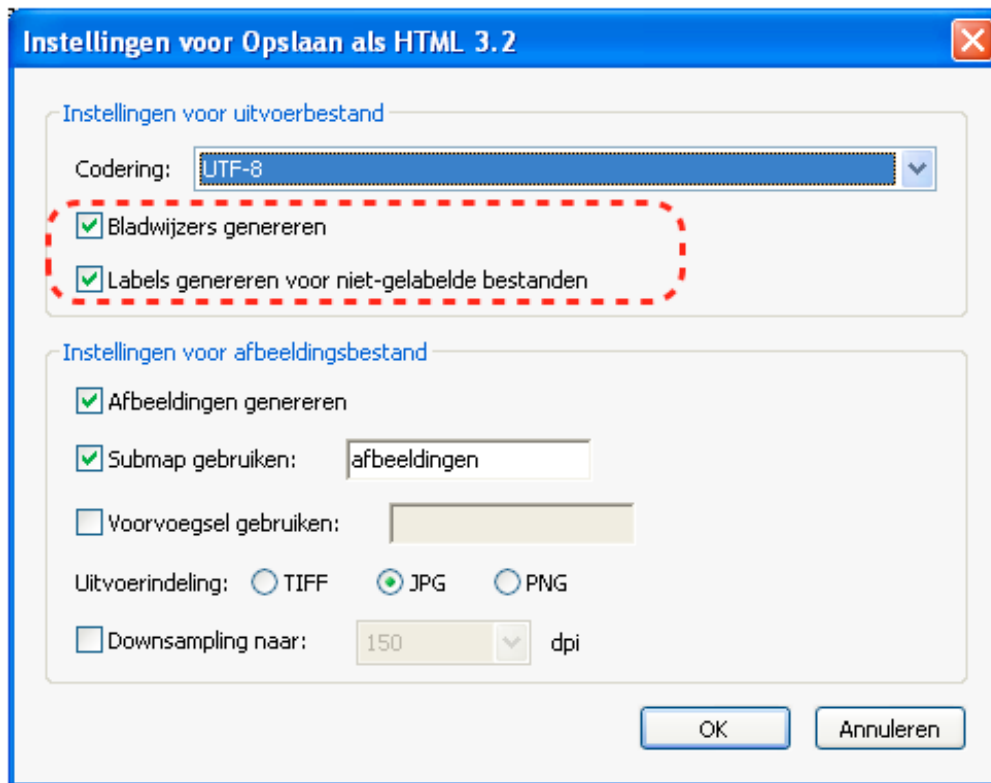 Instellingen voor Opslaan als HTML 3.2
Instellingen voor uitvoerbestand
Codering: UTF-8
Bladwijzers genereren
Labels genereren voor niet-gelabelde bestanden
Instellingen voor afbeeldingsbestand
Afbeeldingen genereren
Submap gebruiken: afbeeldingen
Voorvoegsel gebruiken:
Uitvoerindeling: TIFF JPG PNG
Downsampling naar: 150 dpi
OK Annuleren